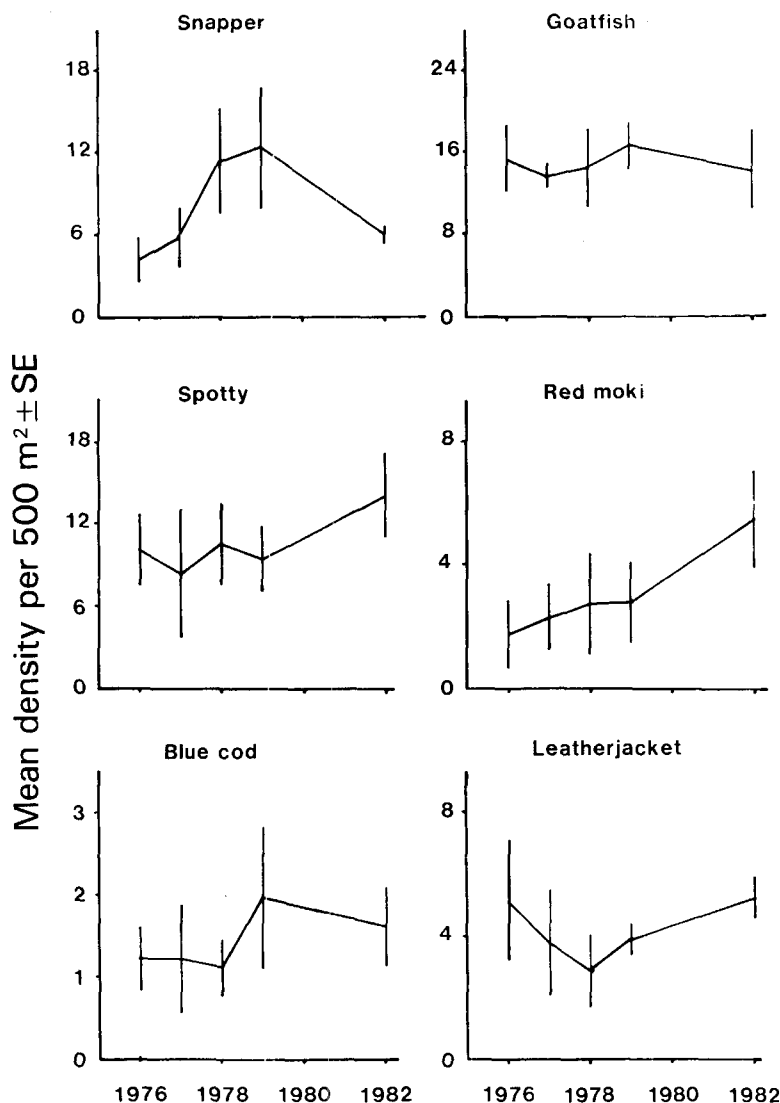 Mean density per 500 m² ± SE
Snapper
18
12
6
0
Goatfish
24
16
8
0
Spotty
18
12
6
0
Red moki
8
4
0
Blue cod
3
2
1
0
1976 1978 1980 1982
Leatherjacket
8
4
0
1976 1978 1980 1982